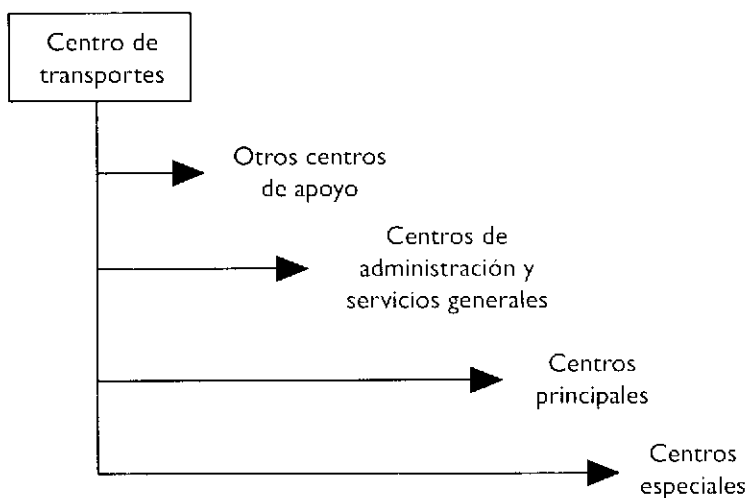 Centro de
transportes
Otros centros
de apoyo
Centros de
administración y
servicios generales
Centros
principales
Centros
especiales